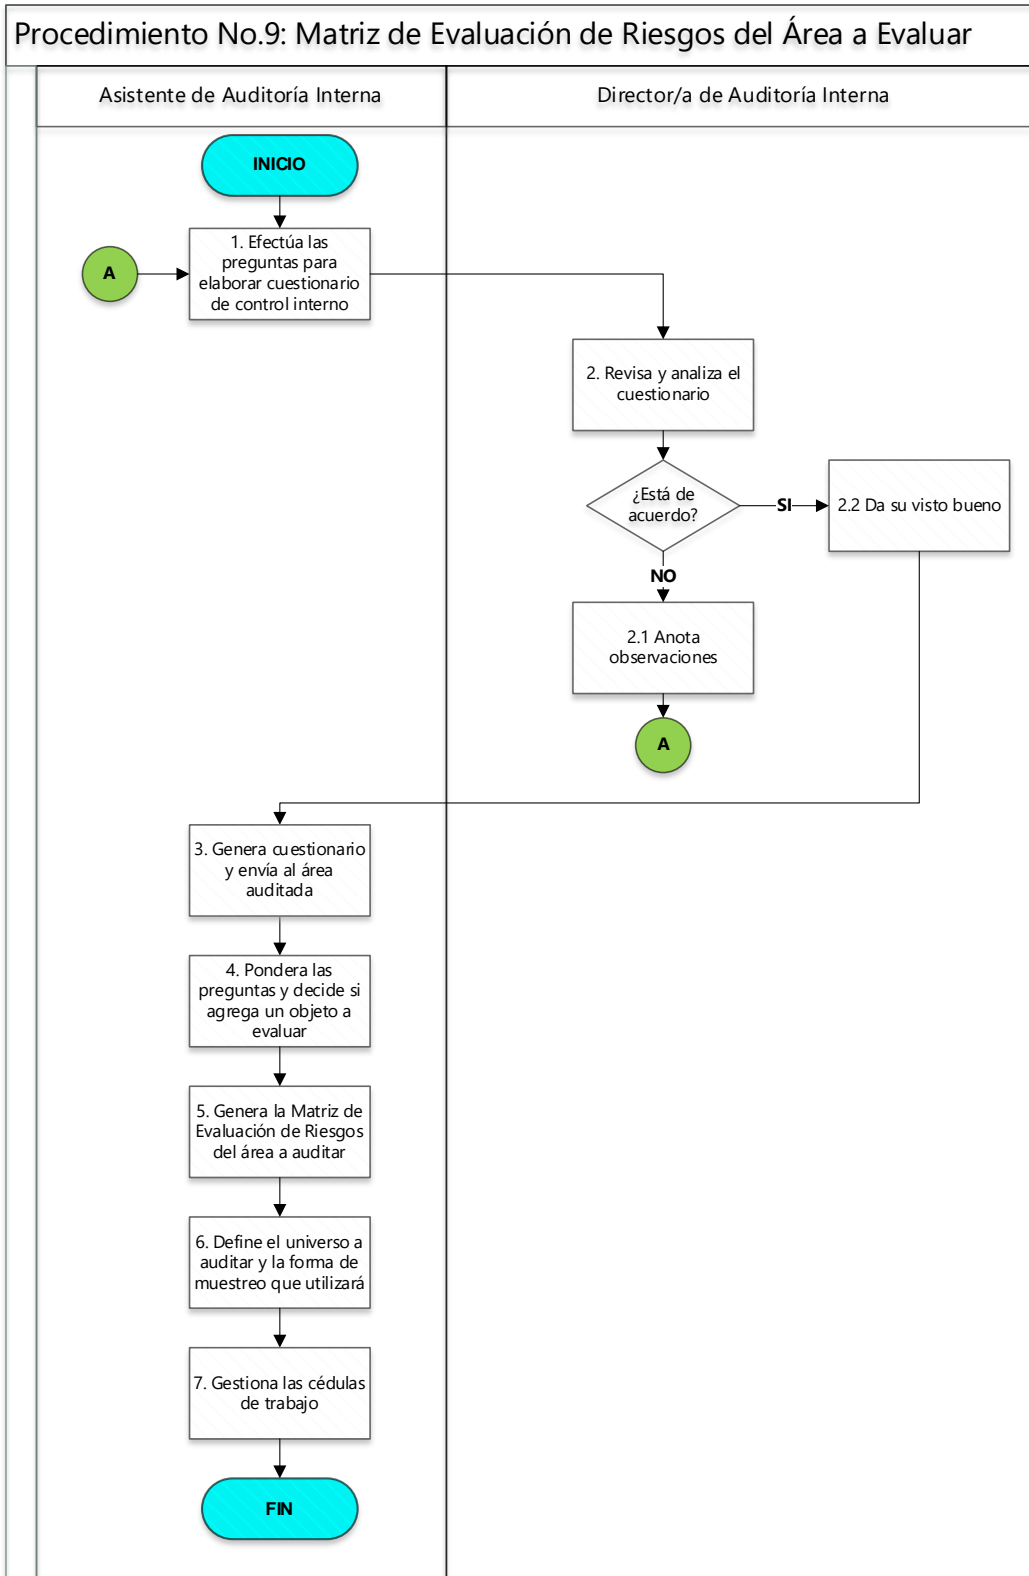 Procedimiento No.9: Matriz de Evaluación de Riesgos del Área a Evaluar
Asistente de Auditoría Interna
Director/a de Auditoría Interna
INICIO
A
1. Efectúa las
preguntas para
elaborar cuestionario
de control interno
2. Revisa y analiza el
cuestionario
¿Está de
acuerdo?
SI
2.2 Da su visto bueno
NO
2.1 Anota
observaciones
A
3. Genera cuestionario
y envía al área
auditada
4. Pondera las
preguntas y decide si
agrega un objeto a
evaluar
5. Genera la Matriz de
Evaluación de Riesgos
del área a auditar
6. Define el universo a
auditar y la forma de
muestreo que utilizará
7. Gestiona las cédulas
de trabajo
FIN